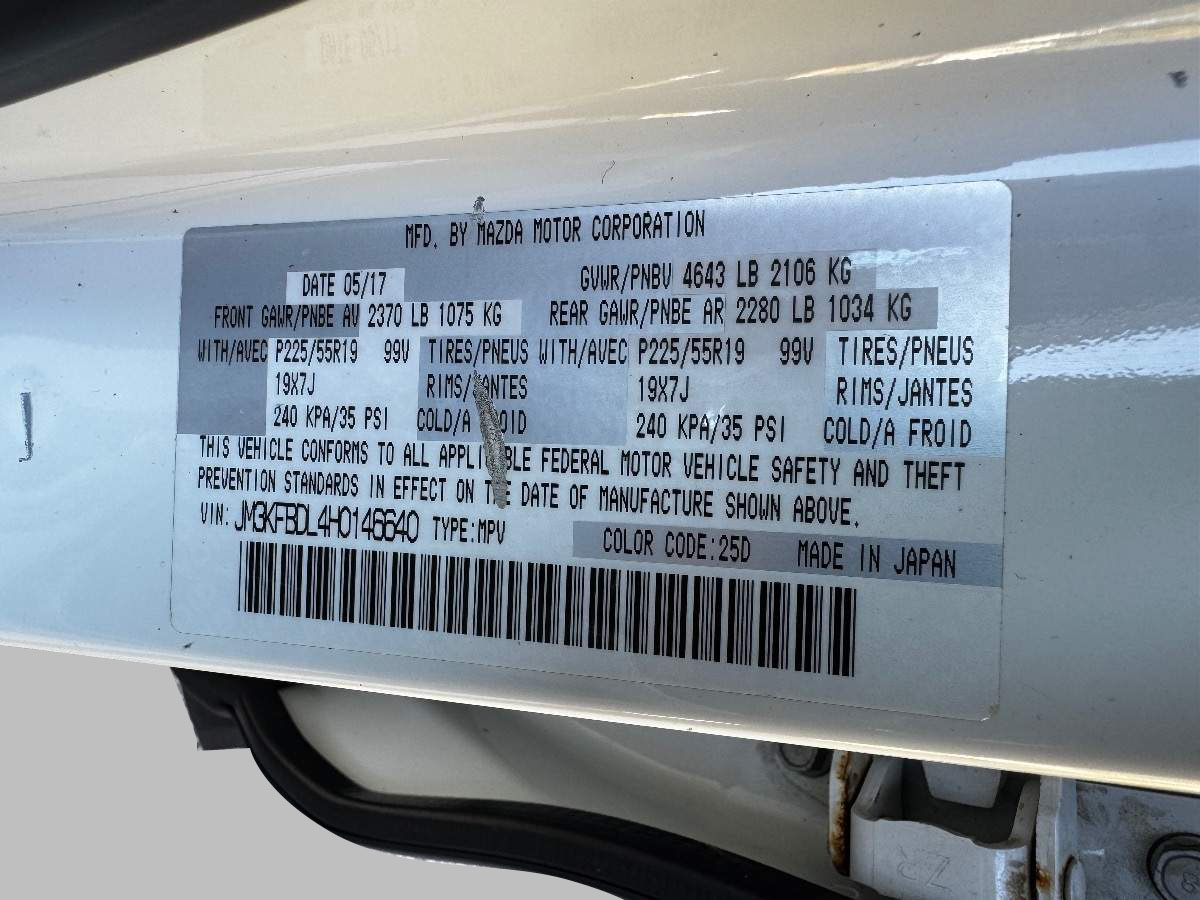 MFD. BY MAZDA MOTOR CORPORATION
DATE 05/17 GVWR/PNBV 4643 LB 2106 KG
FRONT GAWR/PNBE AV 2370 LB 1075 KG REAR GAWR/PNBE AR 2280 LB 1034 KG
WITH/AVEC P225/55R19 99V TIRES/PNEUS WITH/AVEC P225/55R19 99V TIRES/PNEUS
19X7J RIMS/JANTES 19X7J RIMS/JANTES
240 KPA/35 PSI COLD/A FROID 240 KPA/35 PSI COLD/A FROID
THIS VEHICLE CONFORMS TO ALL APPLICABLE FEDERAL MOTOR VEHICLE SAFETY AND THEFT
PREVENTION STANDARDS IN EFFECT ON THE DATE OF MANUFACTURE SHOWN ABOVE.
VIN: JM3KFBDL4H0146640 TYPE:MPV COLOR CODE:25D MADE IN JAPAN